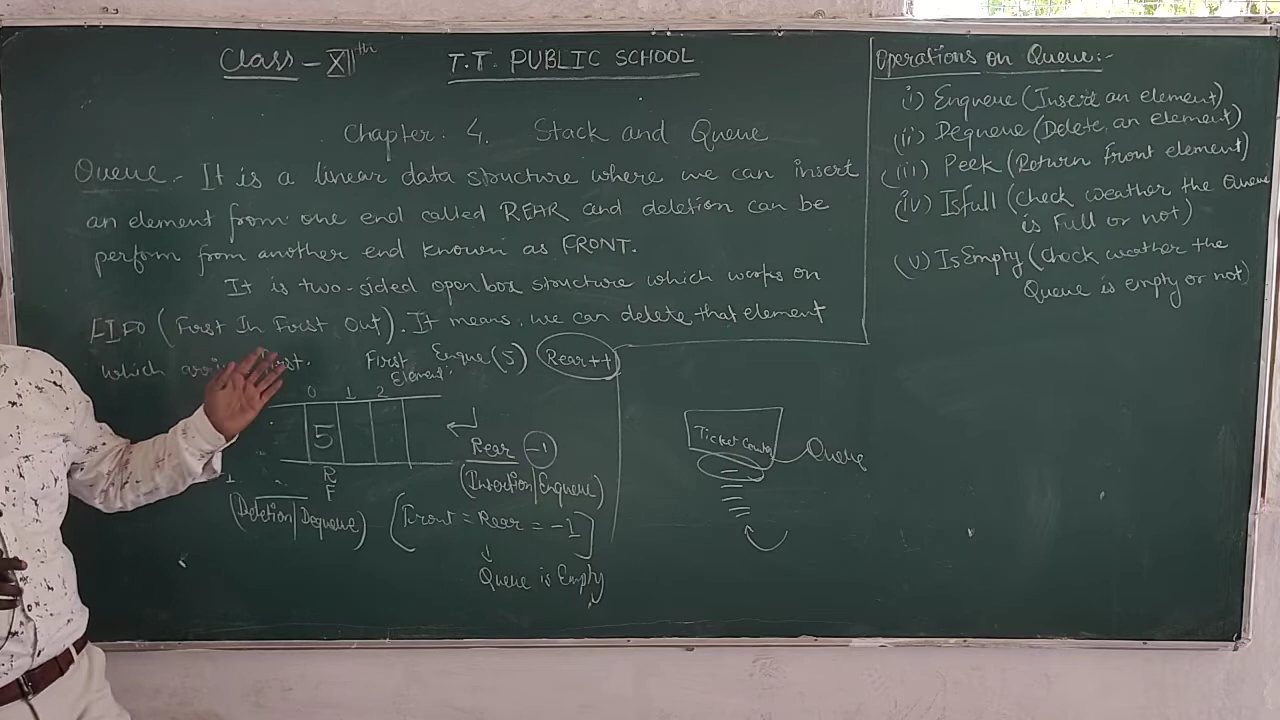 Class - XIIth T.T. PUBLIC SCHOOL
Chapter. 4. Stack and Queue
Queue - It is a linear data structure where we can insert
an element from one end called REAR and deletion can be
perform from another end known as FRONT.
It is two-sided open box structure which works on
FIFO (First In First Out). It means, we can delete that element
which
First Element
Enque(5) Rear++
0 1 2
5
R
F
Rear -1
(Insertion/Enqueue)
-1
(Deletion/Dequeue)
[Front = Rear = -1]
Queue is Empty
Ticket Counter
Queue
Operations on Queue:-
(i) Enqueue (Insert an element)
(ii) Dequeue (Delete an element)
(iii) Peek (Return Front element)
(iv) Isfull (Check weather the Queue
is Full or not)
(v) IsEmpty (Check weather the
Queue is empty or not)